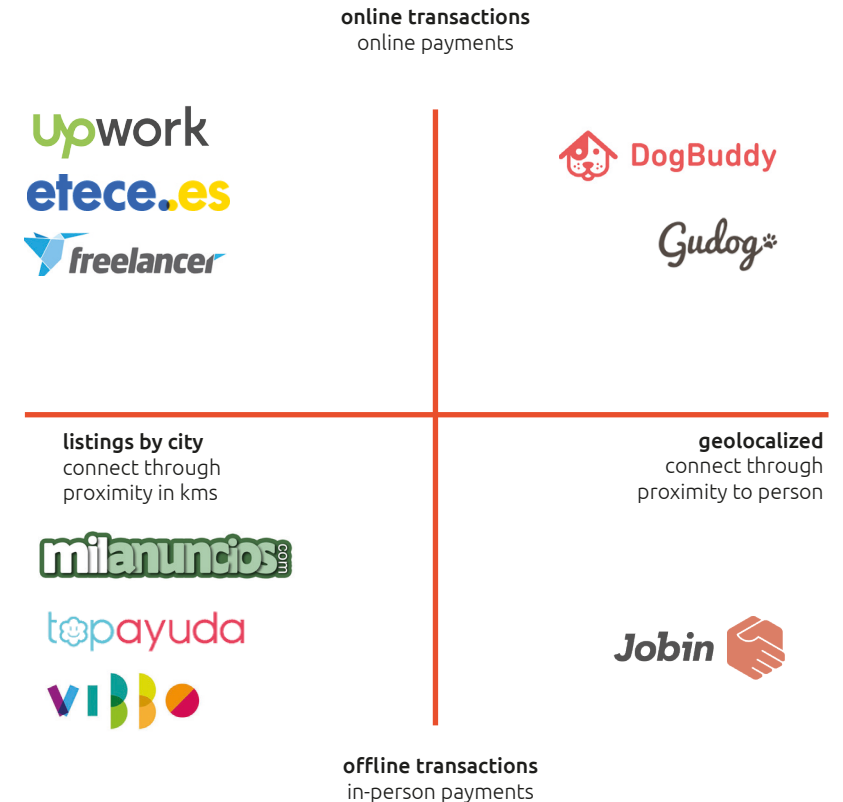 online transactions
online payments
upwork
etece.es
freelancer
DogBuddy
Gudog
listings by city
connect through
proximity in kms
geolocalized
connect through
proximity to person
milanuncios.com
topayuda
VIBBO
Jobin
offline transactions
in-person payments